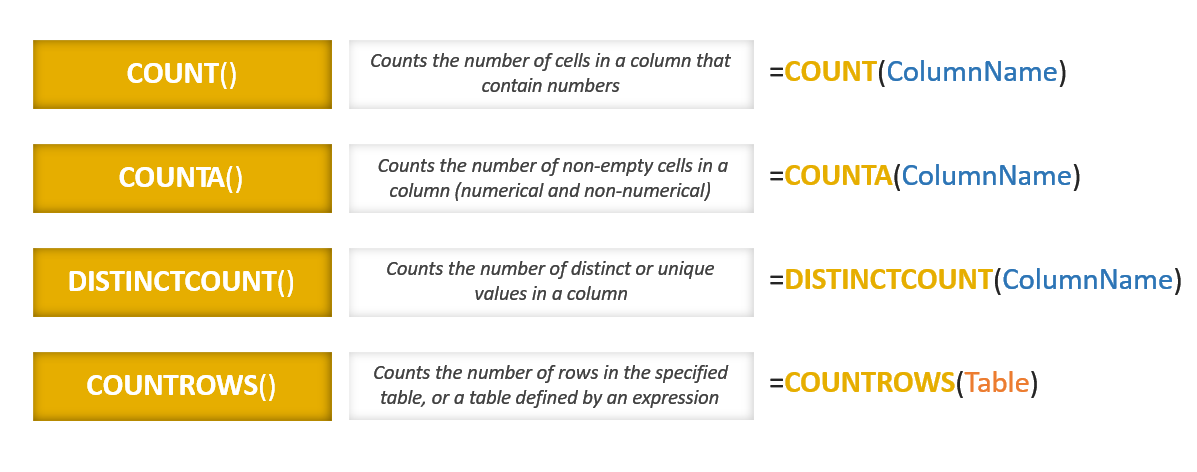 COUNT()
Counts the number of cells in a column that
contain numbers
=COUNT(ColumnName)
COUNTA()
Counts the number of non-empty cells in a
column (numerical and non-numerical)
=COUNTA(ColumnName)
DISTINCTCOUNT()
Counts the number of distinct or unique
values in a column
=DISTINCTCOUNT(ColumnName)
COUNTROWS()
Counts the number of rows in the specified
table, or a table defined by an expression
=COUNTROWS(Table)